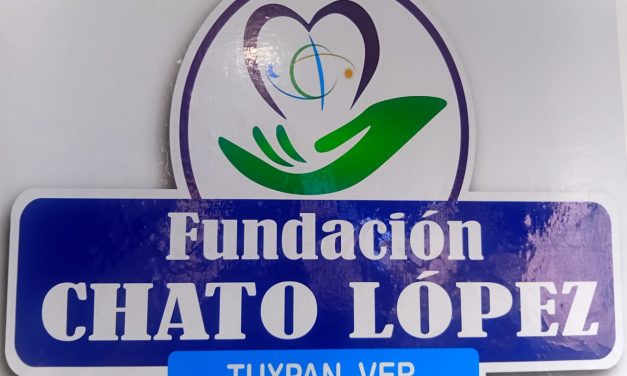 Fundación
CHATO LÓPEZ
TUXPAN, VER.